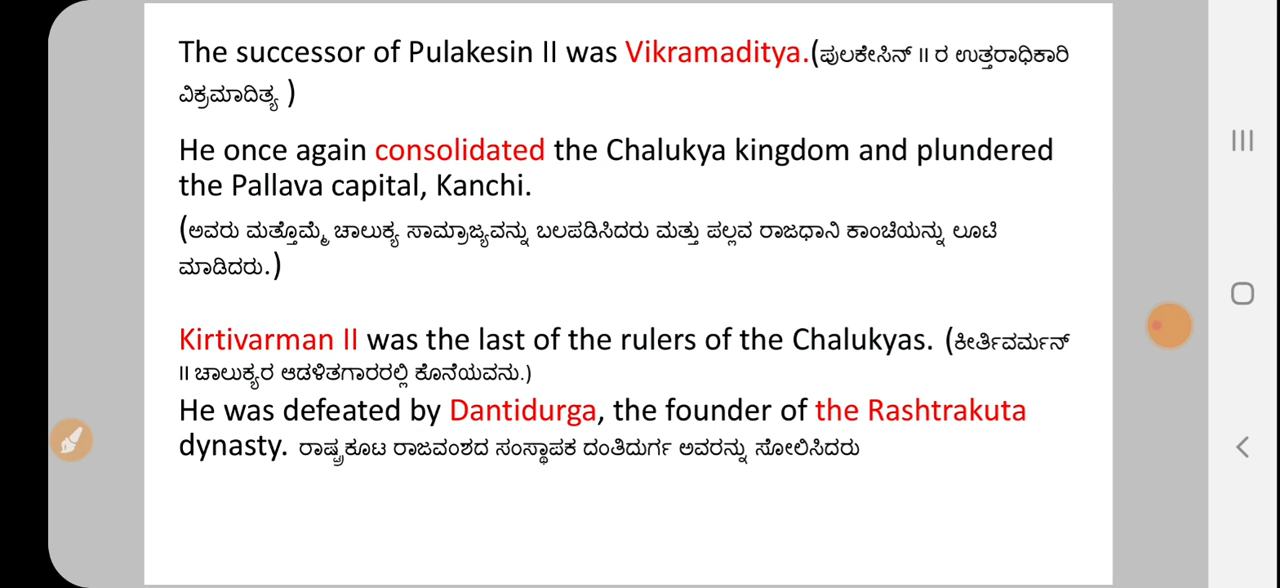 The successor of Pulakesin II was Vikramaditya.(ಪುಲಕೇಸಿನ್ II ರ ಉತ್ತರಾಧಿಕಾರಿ
ವಿಕ್ರಮಾದಿತ್ಯ )
He once again consolidated the Chalukya kingdom and plundered
the Pallava capital, Kanchi.
(ಅವರು ಮತ್ತೊಮ್ಮೆ ಚಾಲುಕ್ಯ ಸಾಮ್ರಾಜ್ಯವನ್ನು ಬಲಪಡಿಸಿದರು ಮತ್ತು ಪಲ್ಲವ ರಾಜಧಾನಿ ಕಾಂಚಿಯನ್ನು ಲೂಟಿ
ಮಾಡಿದರು.)
Kirtivarman II was the last of the rulers of the Chalukyas. (ಕೀರ್ತಿವರ್ಮನ್
II ಚಾಲುಕ್ಯರ ಆಡಳಿತಗಾರರಲ್ಲಿ ಕೊನೆಯವನು.)
He was defeated by Dantidurga, the founder of the Rashtrakuta
dynasty. ರಾಷ್ಟ್ರಕೂಟ ರಾಜವಂಶದ ಸಂಸ್ಥಾಪಕ ದಂತಿದುರ್ಗ ಅವರನ್ನು ಸೋಲಿಸಿದರು